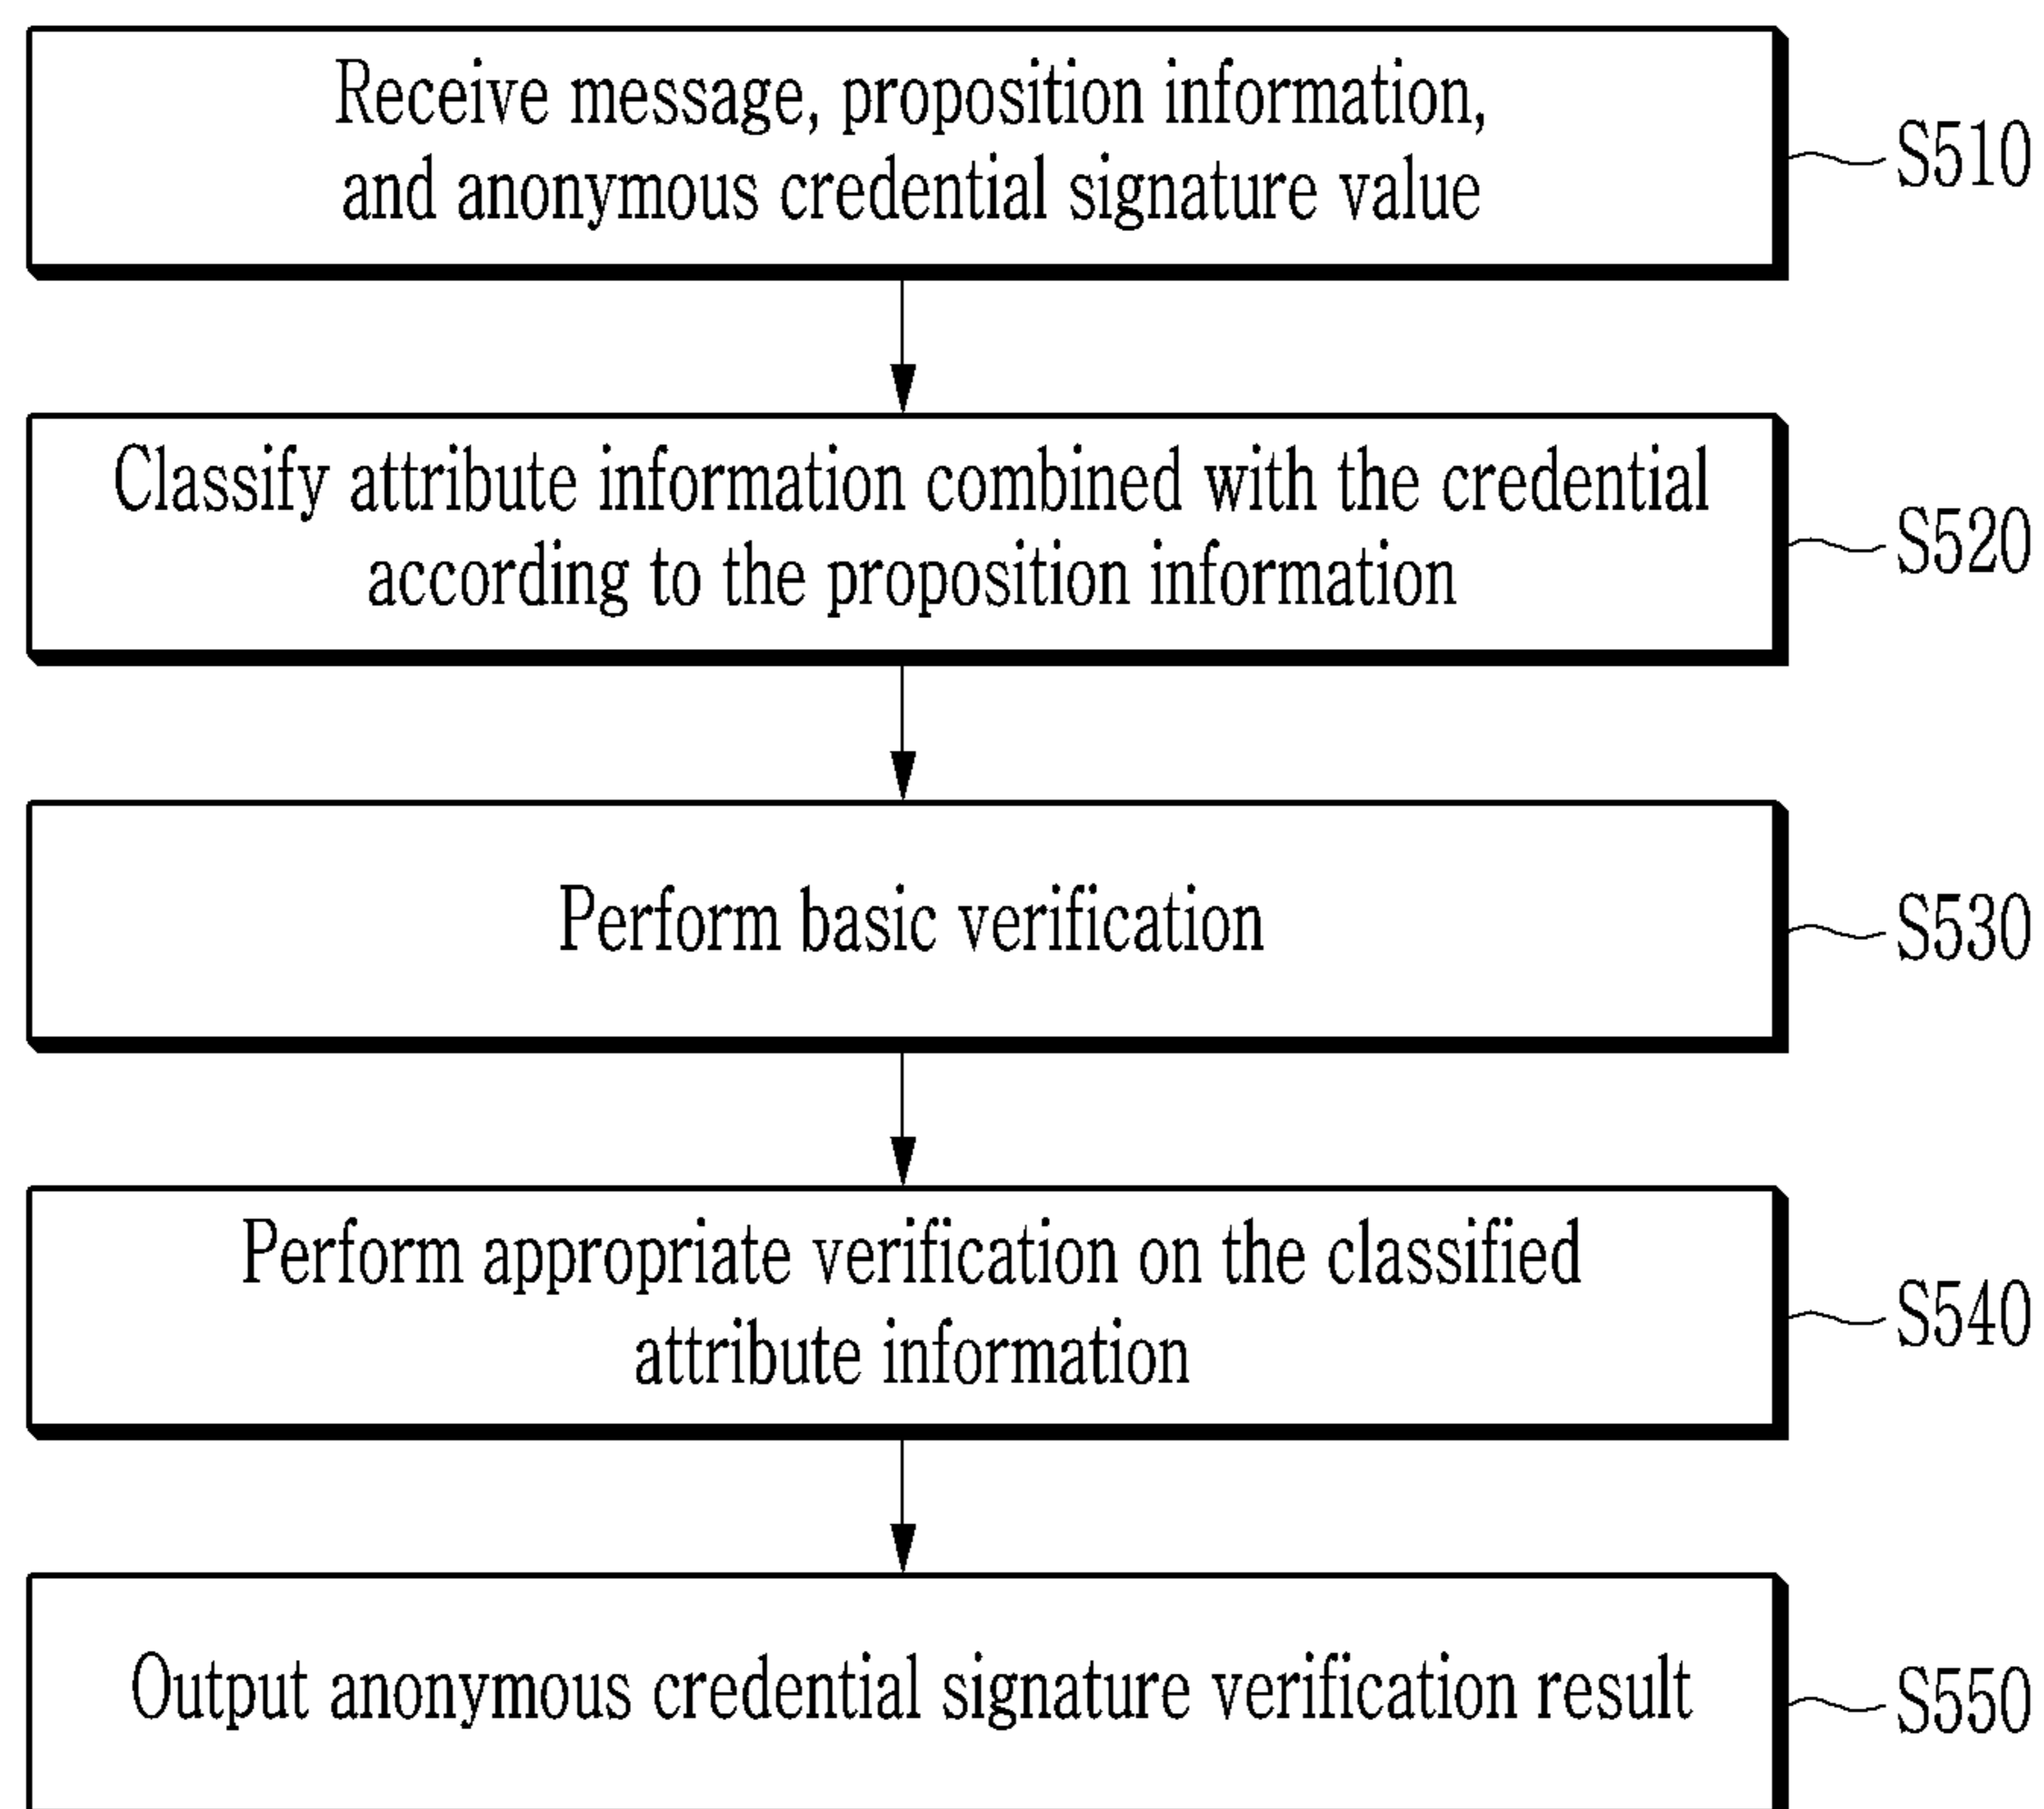 Receive message, proposition information,
and anonymous credential signature value
S510
Classify attribute information combined with the credential
according to the proposition information
S520
Perform basic verification
S530
Perform appropriate verification on the classified
attribute information
S540
Output anonymous credential signature verification result
S550